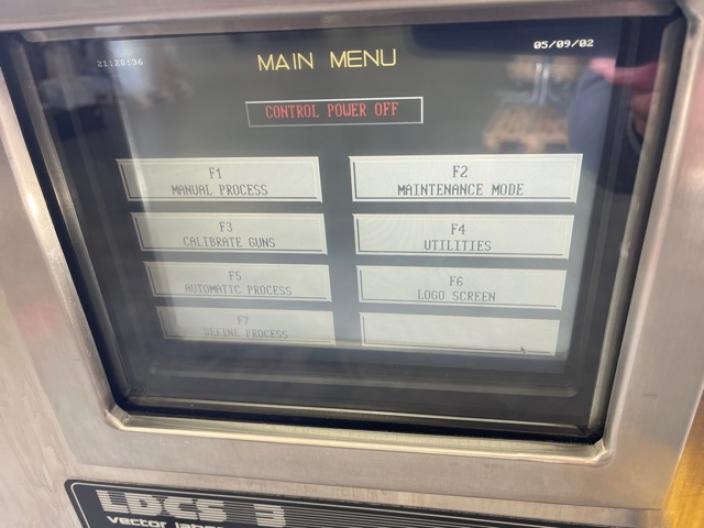 21:28:36
05/09/02
MAIN MENU
CONTROL POWER OFF
F1
MANUAL PROCESS
F2
MAINTENANCE MODE
F3
CALIBRATE GUNS
F4
UTILITIES
F5
AUTOMATIC PROCESS
F6
LOGO SCREEN
F7
DEFINE PROCESS
LDCS 3
vector